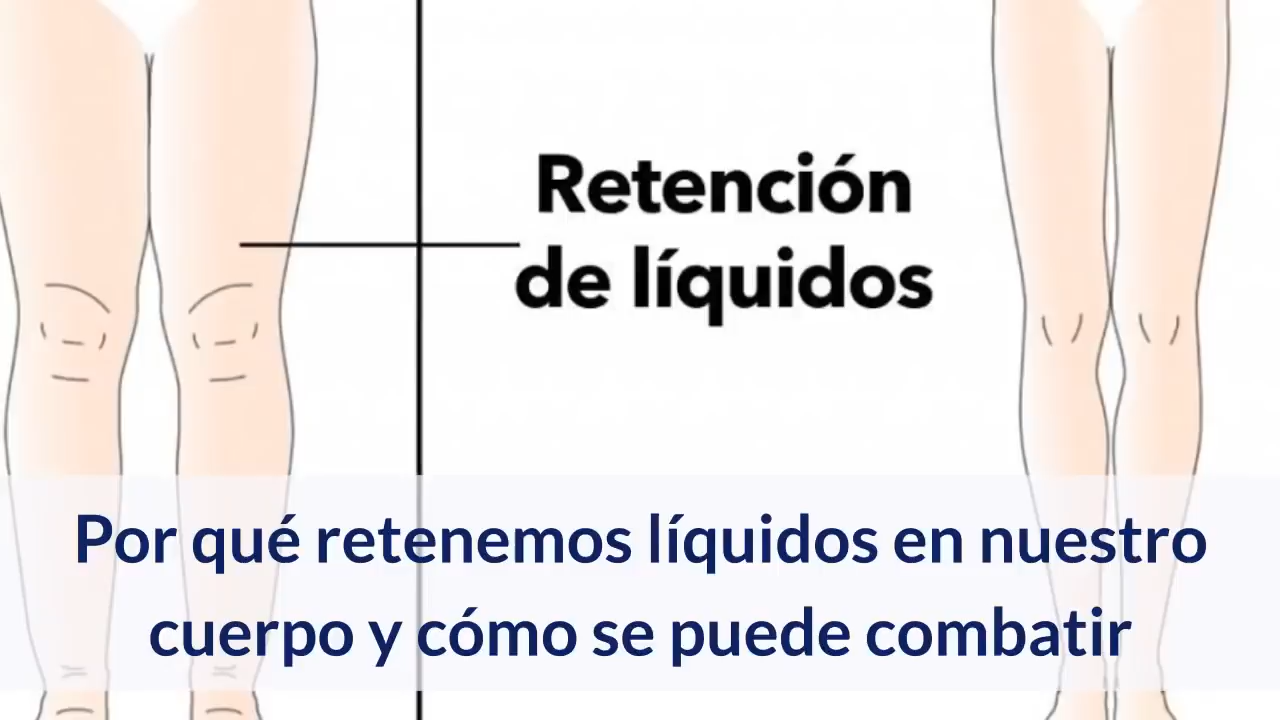 Retención
de líquidos
Por qué retenemos líquidos en nuestro
cuerpo y cómo se puede combatir